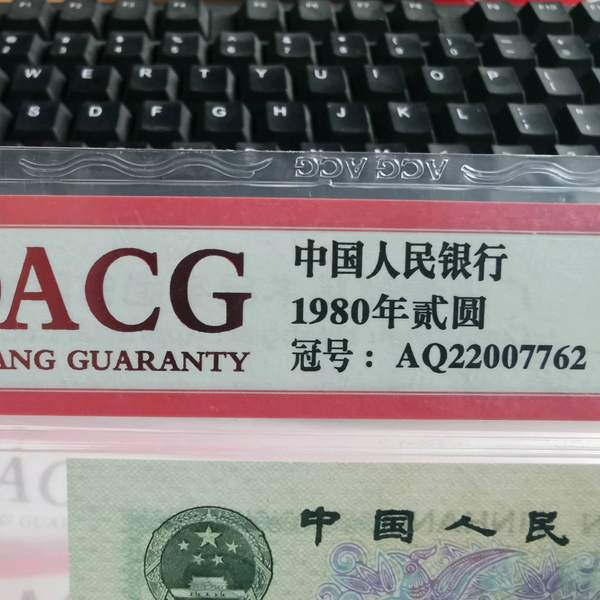 ACG ACG
ACG
ANG GUARANTY
中国人民银行
1980年贰圆
冠号：AQ22007762
中国人民